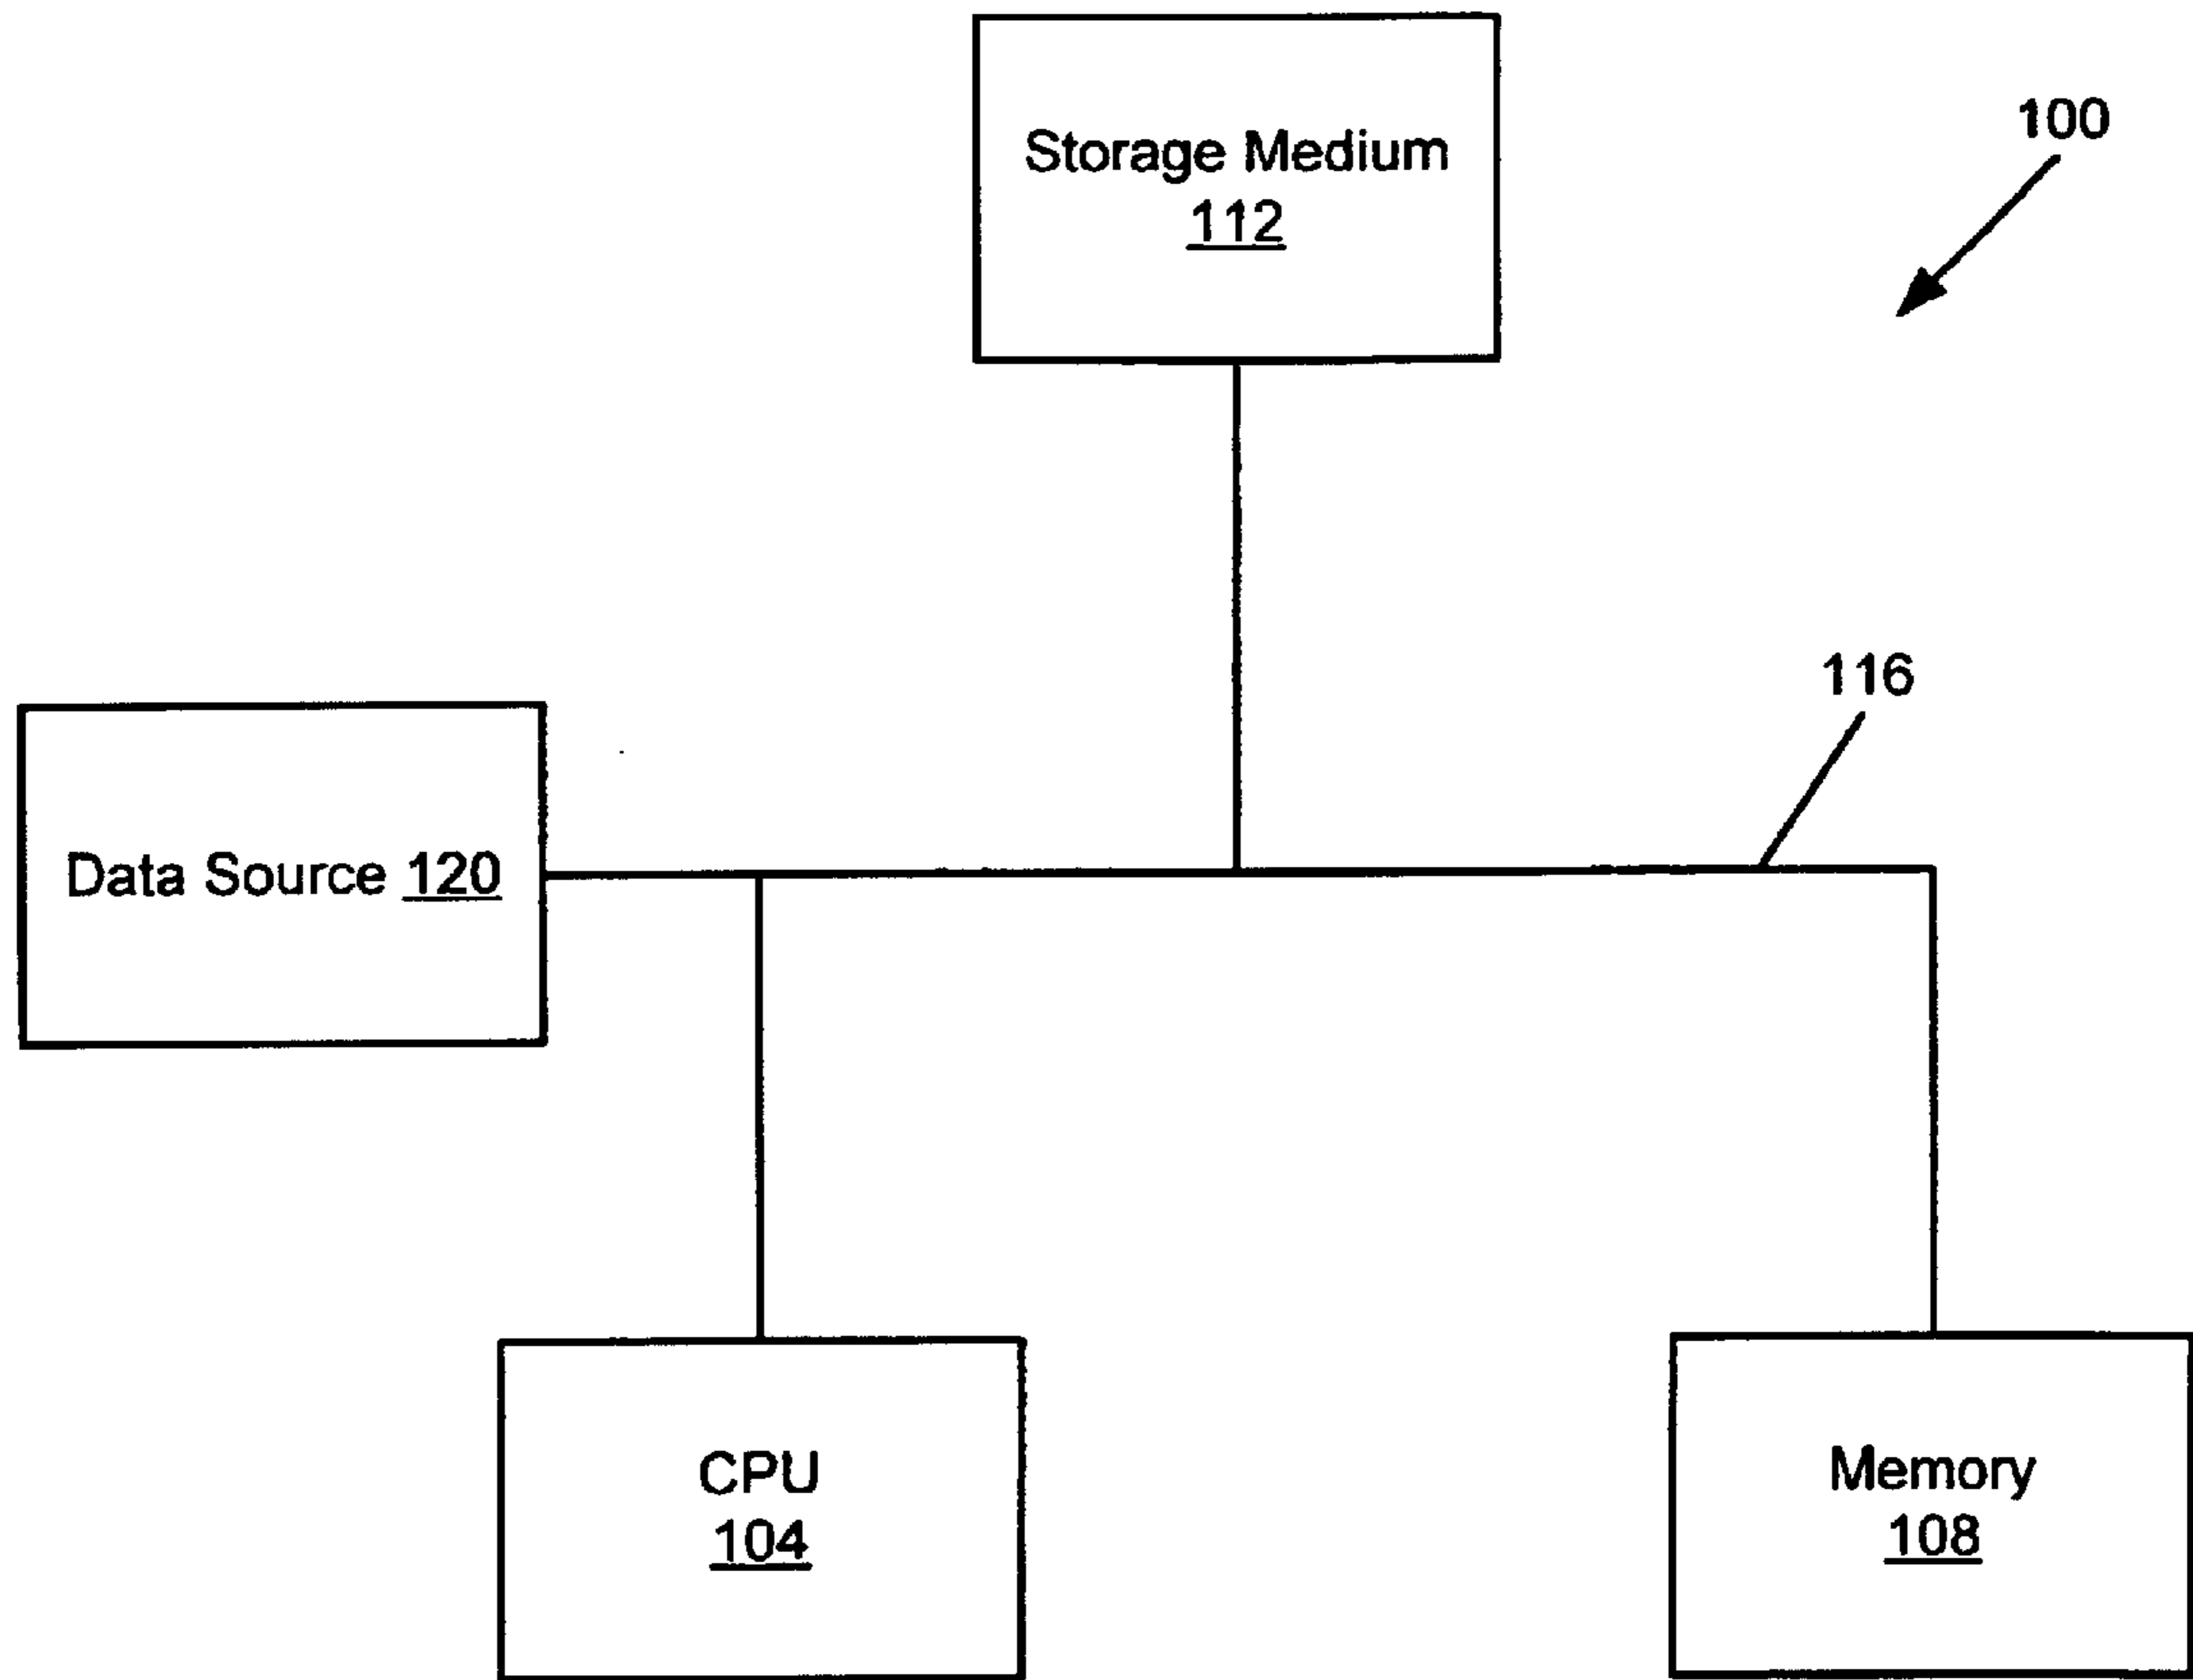 Storage Medium
112
100
116
Data Source 120
CPU
104
Memory
108